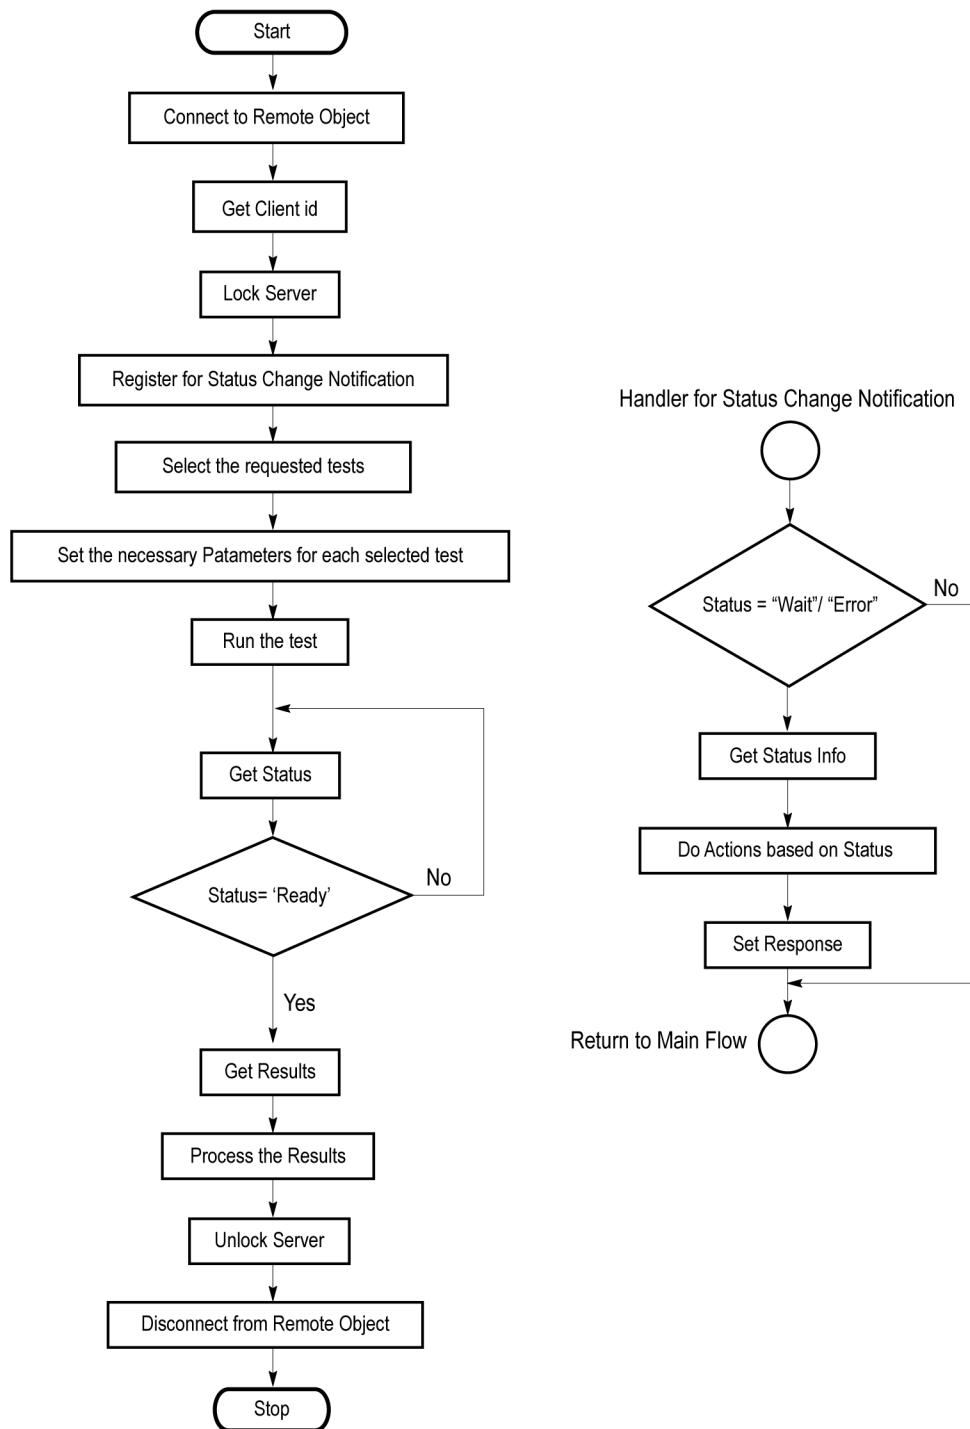 Start
Connect to Remote Object
Get Client id
Lock Server
Register for Status Change Notification
Select the requested tests
Set the necessary Patameters for each selected test
Run the test
Get Status
Status= ‘Ready’
No
Yes
Get Results
Process the Results
Unlock Server
Disconnect from Remote Object
Stop
Handler for Status Change Notification
Status = “Wait”/ “Error”
No
Get Status Info
Do Actions based on Status
Set Response
Return to Main Flow